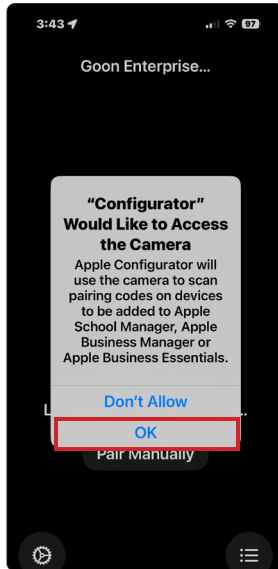 3:43
97
Goon Enterprise...
“Configurator”
Would Like to Access
the Camera
Apple Configurator will
use the camera to scan
pairing codes on devices
to be added to Apple
School Manager, Apple
Business Manager or
Apple Business Essentials.
Don’t Allow
OK
Pair Manually